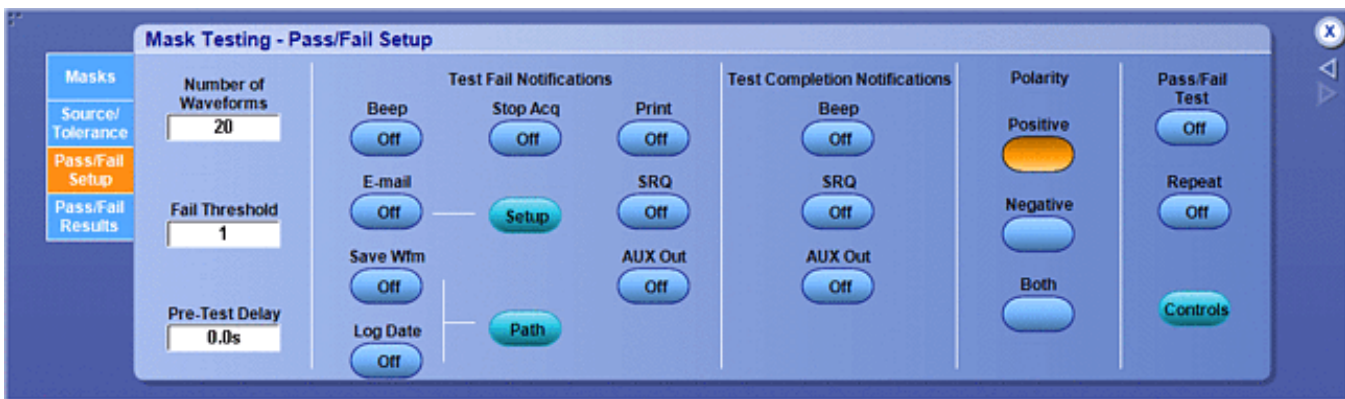 Mask Testing - Pass/Fail Setup
X
Masks
Source/
Tolerance
Pass/Fail
Setup
Pass/Fail
Results
Number of
Waveforms
20
Fail Threshold
1
Pre-Test Delay
0.0s
Test Fail Notifications
Beep
Off
Stop Acq
Off
Print
Off
E-mail
Off
Setup
SRQ
Off
Save Wfm
Off
AUX Out
Off
Log Date
Off
Path
Test Completion Notifications
Beep
Off
SRQ
Off
AUX Out
Off
Polarity
Positive
Negative
Both
Pass/Fail
Test
Off
Repeat
Off
Controls